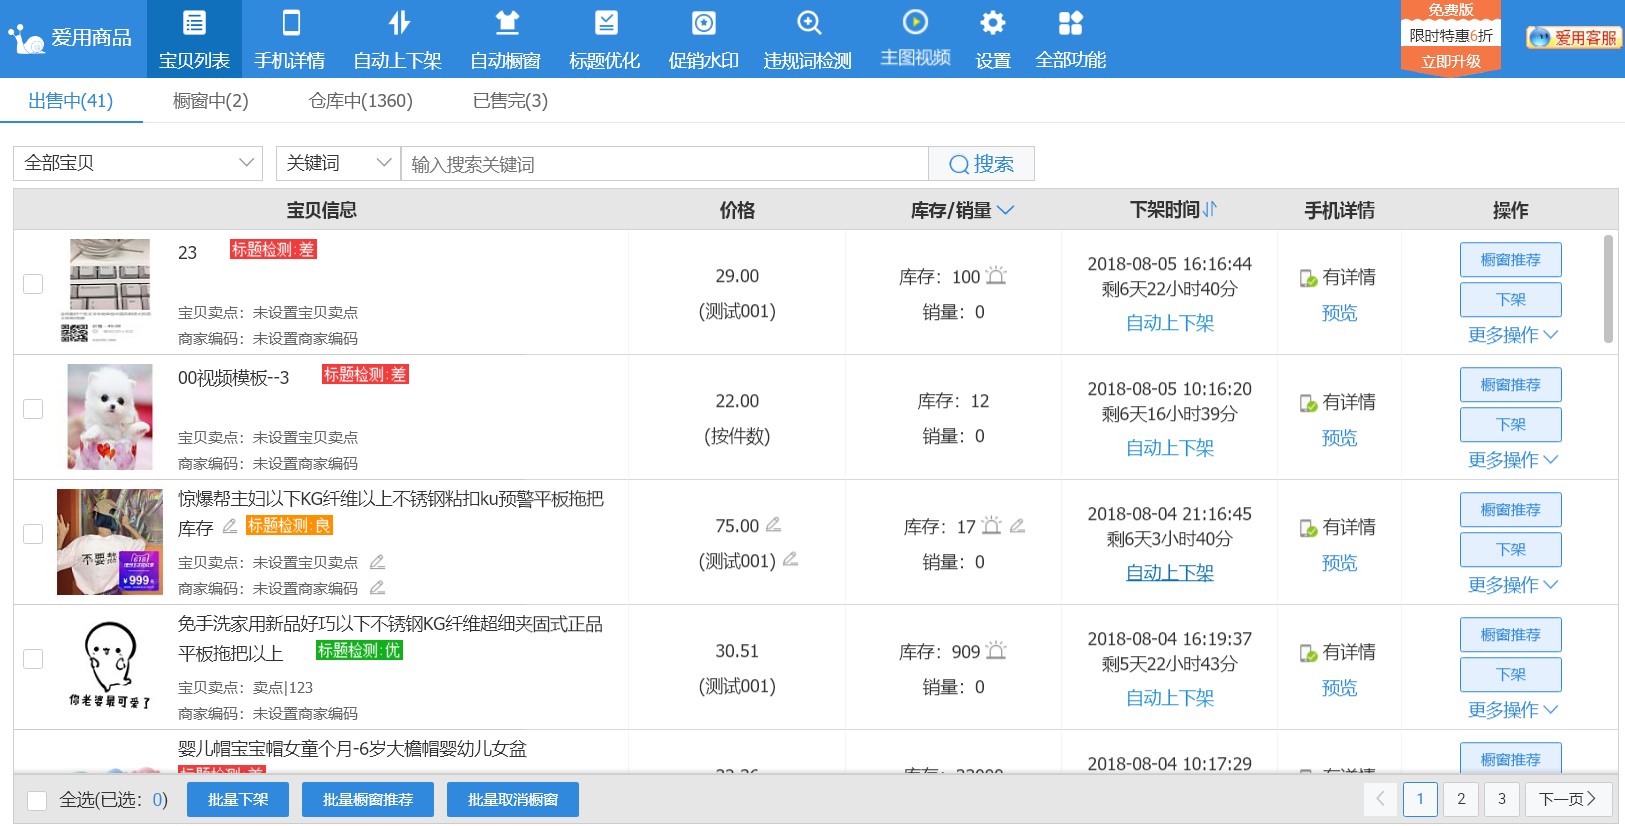 爱用商品
宝贝列表
手机详情
自动上下架
自动橱窗
标题优化
促销水印
违规词检测
主图视频
设置
全部功能
免费版
限时特惠6折
立即升级
爱用客服
出售中(41)
橱窗中(2)
仓库中(1360)
已售完(3)
全部宝贝
关键词
输入搜索关键词
搜索
宝贝信息
价格
库存/销量
下架时间
手机详情
操作
23
标题检测:差
宝贝卖点：未设置宝贝卖点
商家编码：未设置商家编码
29.00
(测试001)
库存：100
销量：0
2018-08-05 16:16:44
剩6天22小时40分
自动上下架
有详情
预览
橱窗推荐
下架
更多操作
00视频模板--3
标题检测:差
宝贝卖点：未设置宝贝卖点
商家编码：未设置商家编码
22.00
(按件数)
库存：12
销量：0
2018-08-05 10:16:20
剩6天16小时39分
自动上下架
有详情
预览
橱窗推荐
下架
更多操作
不要
¥999
惊爆帮主妇以下KG纤维以上不锈钢粘扣ku预警平板拖把
库存
标题检测:良
宝贝卖点：未设置宝贝卖点
商家编码：未设置商家编码
75.00
(测试001)
库存：17
销量：0
2018-08-04 21:16:45
剩6天3小时40分
自动上下架
有详情
预览
橱窗推荐
下架
更多操作
你老婆最可爱了
免手洗家用新品好巧以下不锈钢KG纤维超细夹固式正品
平板拖把以上
标题检测:优
宝贝卖点：卖点|123
商家编码：未设置商家编码
30.51
(测试001)
库存：909
销量：0
2018-08-04 16:19:37
剩5天22小时43分
自动上下架
有详情
预览
橱窗推荐
下架
更多操作
婴儿帽宝宝帽女童个月-6岁大檐帽婴幼儿女盆
标题检测:差
2018-08-04 10:17:29
有详情
橱窗推荐
全选(已选：0)
批量下架
批量橱窗推荐
批量取消橱窗
1
2
3
下一页